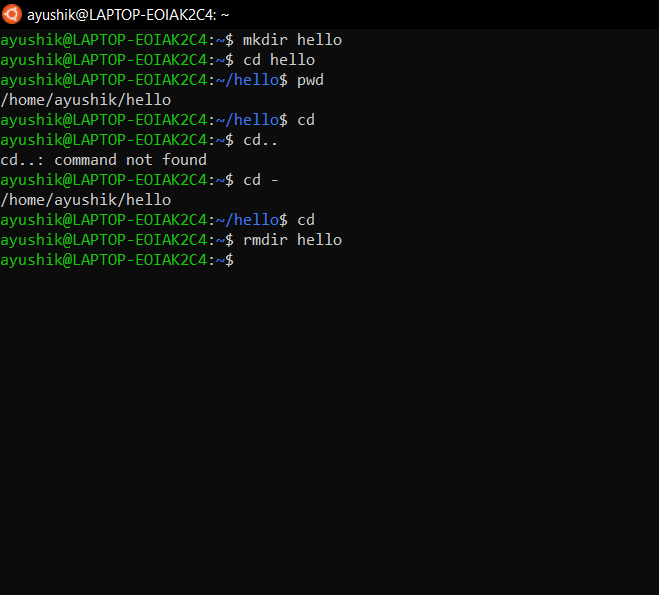 ayushik@LAPTOP-EOIAK2C4: ~
ayushik@LAPTOP-EOIAK2C4:~$ mkdir hello
ayushik@LAPTOP-EOIAK2C4:~$ cd hello
ayushik@LAPTOP-EOIAK2C4:~/hello$ pwd
/home/ayushik/hello
ayushik@LAPTOP-EOIAK2C4:~/hello$ cd
ayushik@LAPTOP-EOIAK2C4:~$ cd..
cd..: command not found
ayushik@LAPTOP-EOIAK2C4:~$ cd -
/home/ayushik/hello
ayushik@LAPTOP-EOIAK2C4:~/hello$ cd
ayushik@LAPTOP-EOIAK2C4:~$ rmdir hello
ayushik@LAPTOP-EOIAK2C4:~$